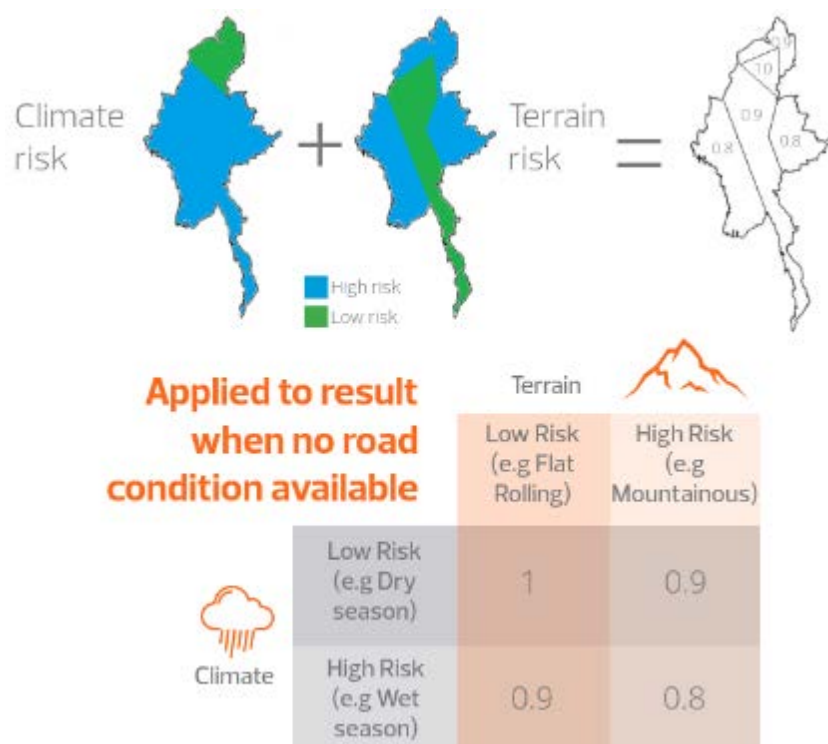 Climate
risk
+
Terrain
risk
=
0.9
1.0
0.9
0.8
0.8
High risk
Low risk
Applied to result
when no road
condition available
Terrain
Low Risk
(e.g Flat
Rolling)
High Risk
(e.g
Mountainous)
Climate
Low Risk
(e.g Dry
season)
1
0.9
High Risk
(e.g Wet
season)
0.9
0.8